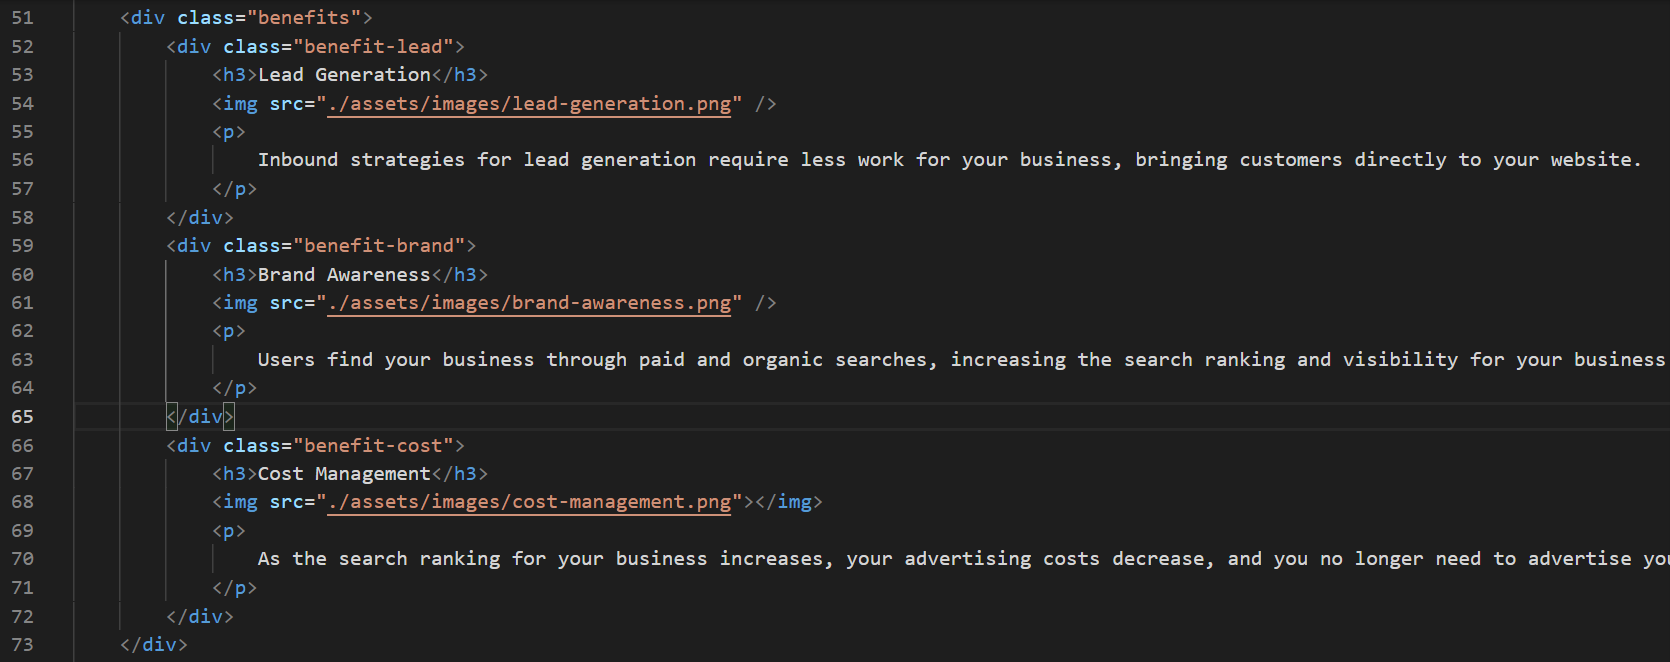 51 <div class="benefits">
52 <div class="benefit-lead">
53 <h3>Lead Generation</h3>
54 <img src="./assets/images/lead-generation.png" />
55 <p>
56 Inbound strategies for lead generation require less work for your business, bringing customers directly to your website.
57 </p>
58 </div>
59 <div class="benefit-brand">
60 <h3>Brand Awareness</h3>
61 <img src="./assets/images/brand-awareness.png" />
62 <p>
63 Users find your business through paid and organic searches, increasing the search ranking and visibility for your business
64 </p>
65 </div>
66 <div class="benefit-cost">
67 <h3>Cost Management</h3>
68 <img src="./assets/images/cost-management.png"></img>
69 <p>
70 As the search ranking for your business increases, your advertising costs decrease, and you no longer need to advertise
71 </p>
72 </div>
73 </div>